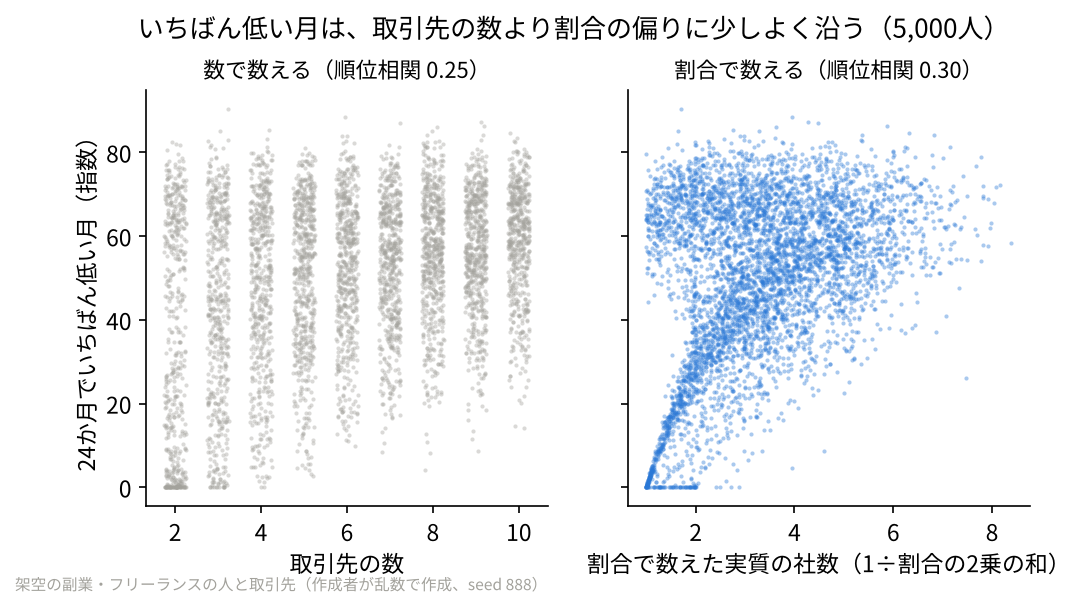 いちばん低い月は、取引先の数より割合の偏りに少しよく沿う（5,000人）
数で数える（順位相関 0.25）
割合で数える（順位相関 0.30）
24か月でいちばん低い月（指数）
80
60
40
20
0
2 4 6 8 10
2 4 6 8
取引先の数
割合で数えた実質の社数（1÷割合の2乗の和）
架空の副業・フリーランスの人と取引先（作成者が乱数で作成、seed 888）